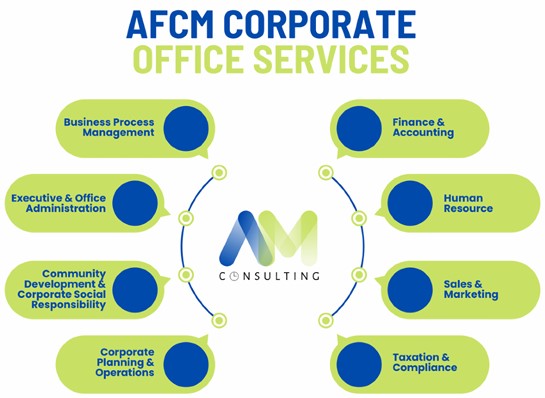 AFCM CORPORATE
OFFICE SERVICES
Business Process
Management
Executive & Office
Administration
Community
Development &
Corporate Social
Responsibility
Corporate
Planning &
Operations
AM
CONSULTING
Finance &
Accounting
Human
Resource
Sales &
Marketing
Taxation &
Compliance